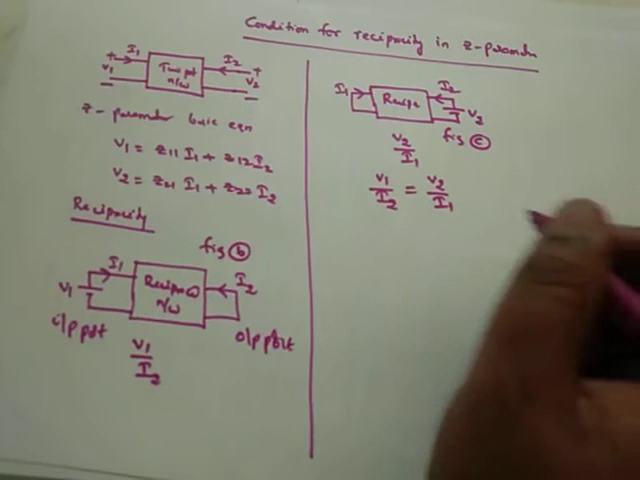 Condition for reciprocity in z-parameter
I1 I2
+ +
V1 Two port V2
n/w
- -
z-parameter basic eqn
V1 = z11 I1 + z12 I2
V2 = z21 I1 + z22 I2
Reciprocity
fig b
I1 I2
V1 Reciprocal
n/w
i/p port o/p port
V1
I2
I1 I2
V2
fig c
V2
I1
V1 = V2
I2 I1